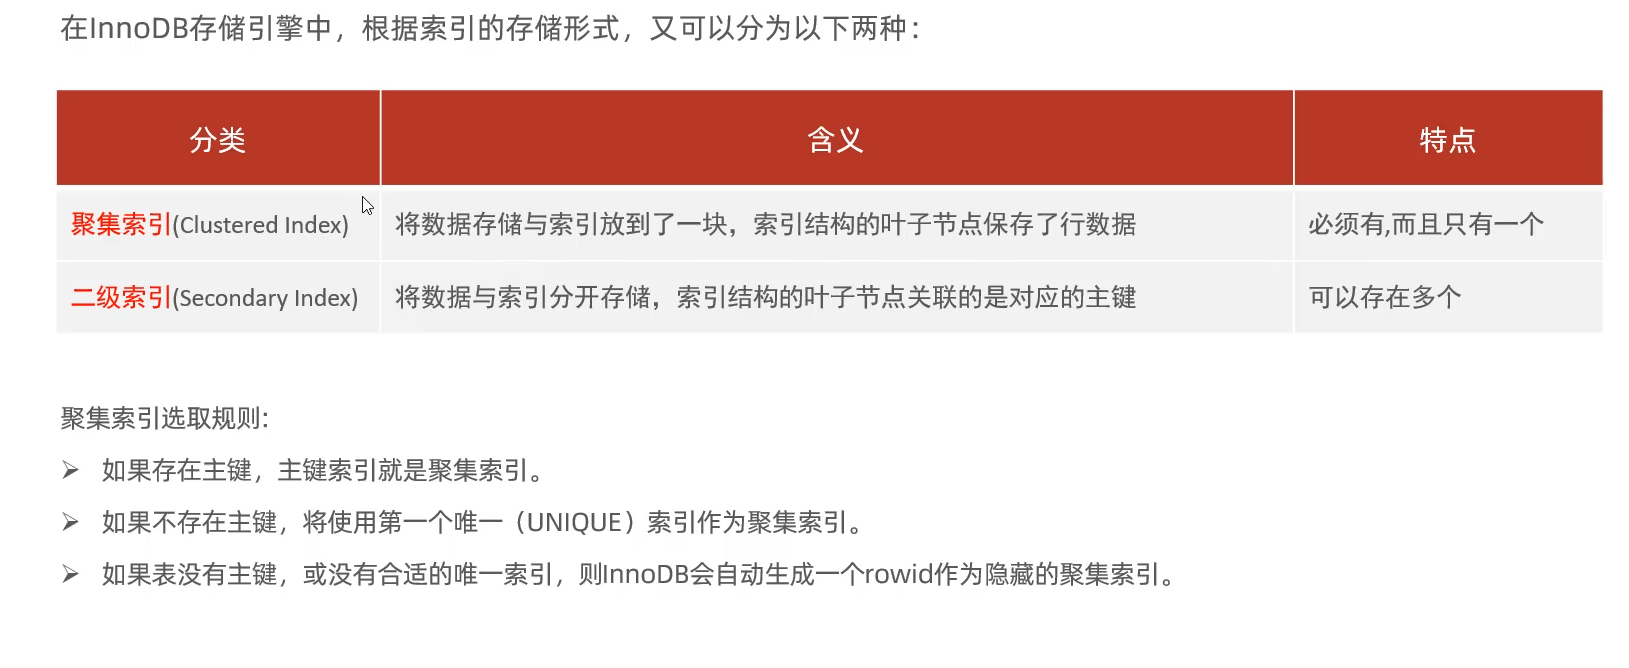 在InnoDB存储引擎中，根据索引的存储形式，又可以分为以下两种：
分类 含义 特点
聚集索引(Clustered Index) 将数据存储与索引放到了一块，索引结构的叶子节点保存了行数据 必须有,而且只有一个
二级索引(Secondary Index) 将数据与索引分开存储，索引结构的叶子节点关联的是对应的主键 可以存在多个
聚集索引选取规则:
➢ 如果存在主键，主键索引就是聚集索引。
➢ 如果不存在主键，将使用第一个唯一（UNIQUE）索引作为聚集索引。
➢ 如果表没有主键，或没有合适的唯一索引，则InnoDB会自动生成一个rowid作为隐藏的聚集索引。